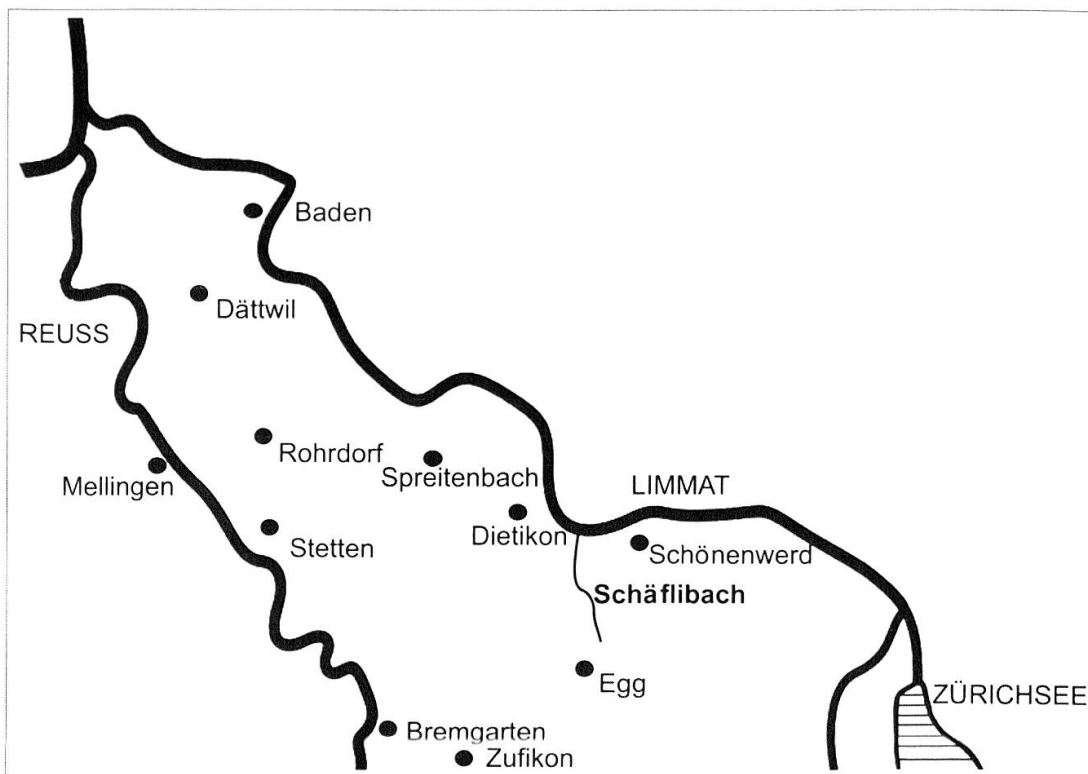 Baden
Dättwil
REUSS
Rohrdorf
Spreitenbach
Mellingen
LIMMAT
Dietikon
Stetten
Schönenwerd
Schäflibach
Egg
ZÜRICHSEE
Bremgarten
Zufikon